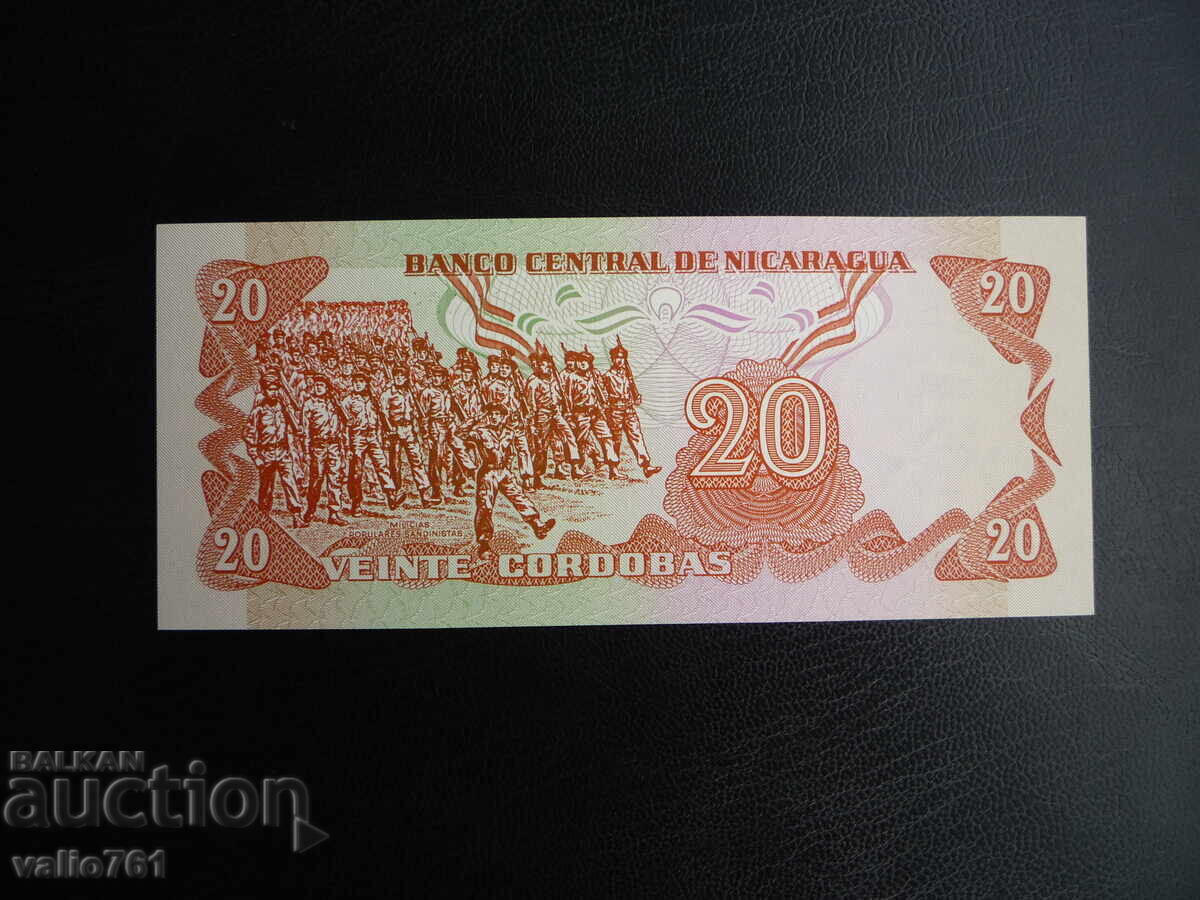 BANCO CENTRAL DE NICARAGUA
20
20
20
MILICIAS
POPULARES SANDINISTAS
20
VEINTE CORDOBAS
20
BALKAN
auction
valio761